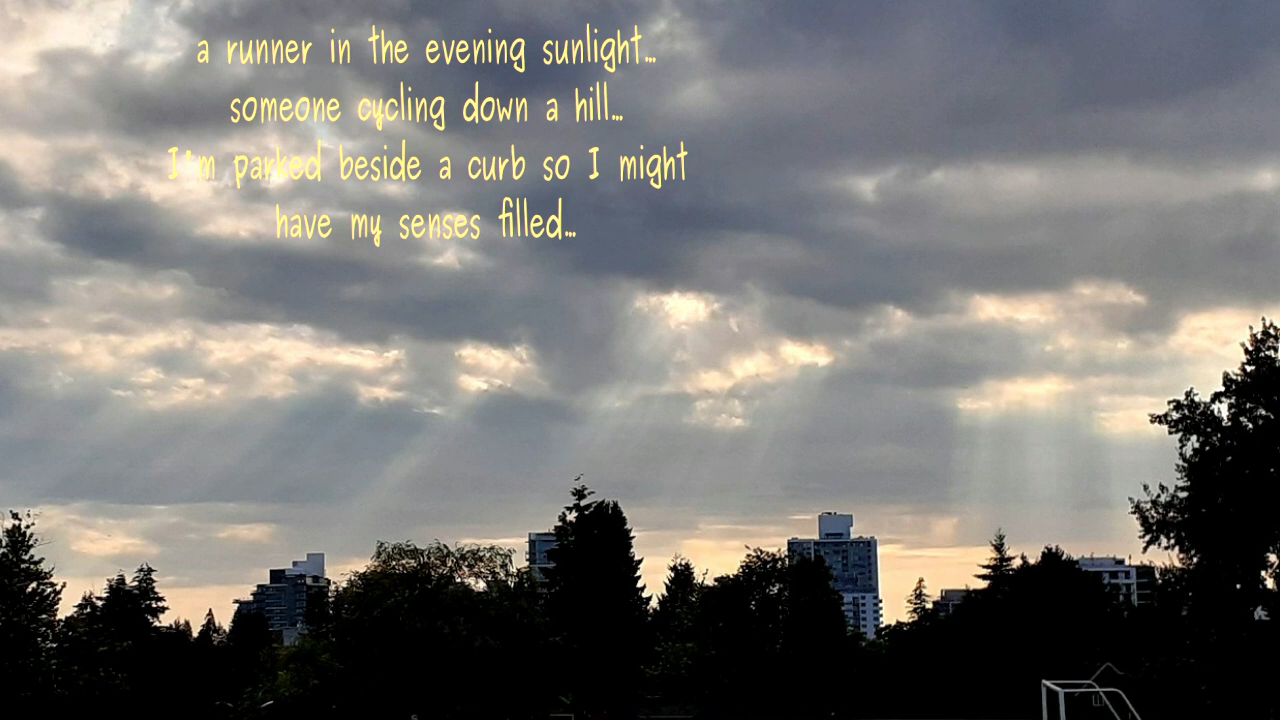 a runner in the evening sunlight...
someone cycling down a hill...
I'm parked beside a curb so I might
have my senses filled...